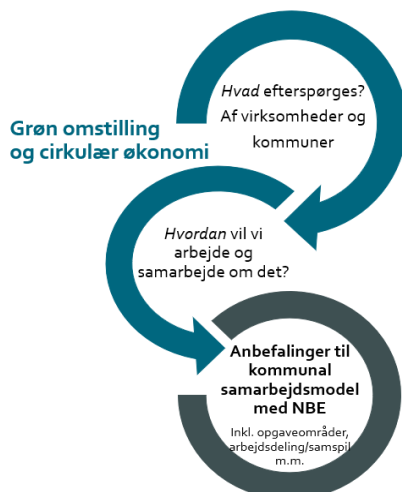 Grøn omstilling
og cirkulær økonomi
Hvad efterspørges?
Af virksomheder og
kommuner
Hvordan vil vi
arbejde og
samarbejde om det?
Anbefalinger til
kommunal
samarbejdsmodel
med NBE
Inkl. opgaveområder,
arbejdsdeling/samspil
m.m.